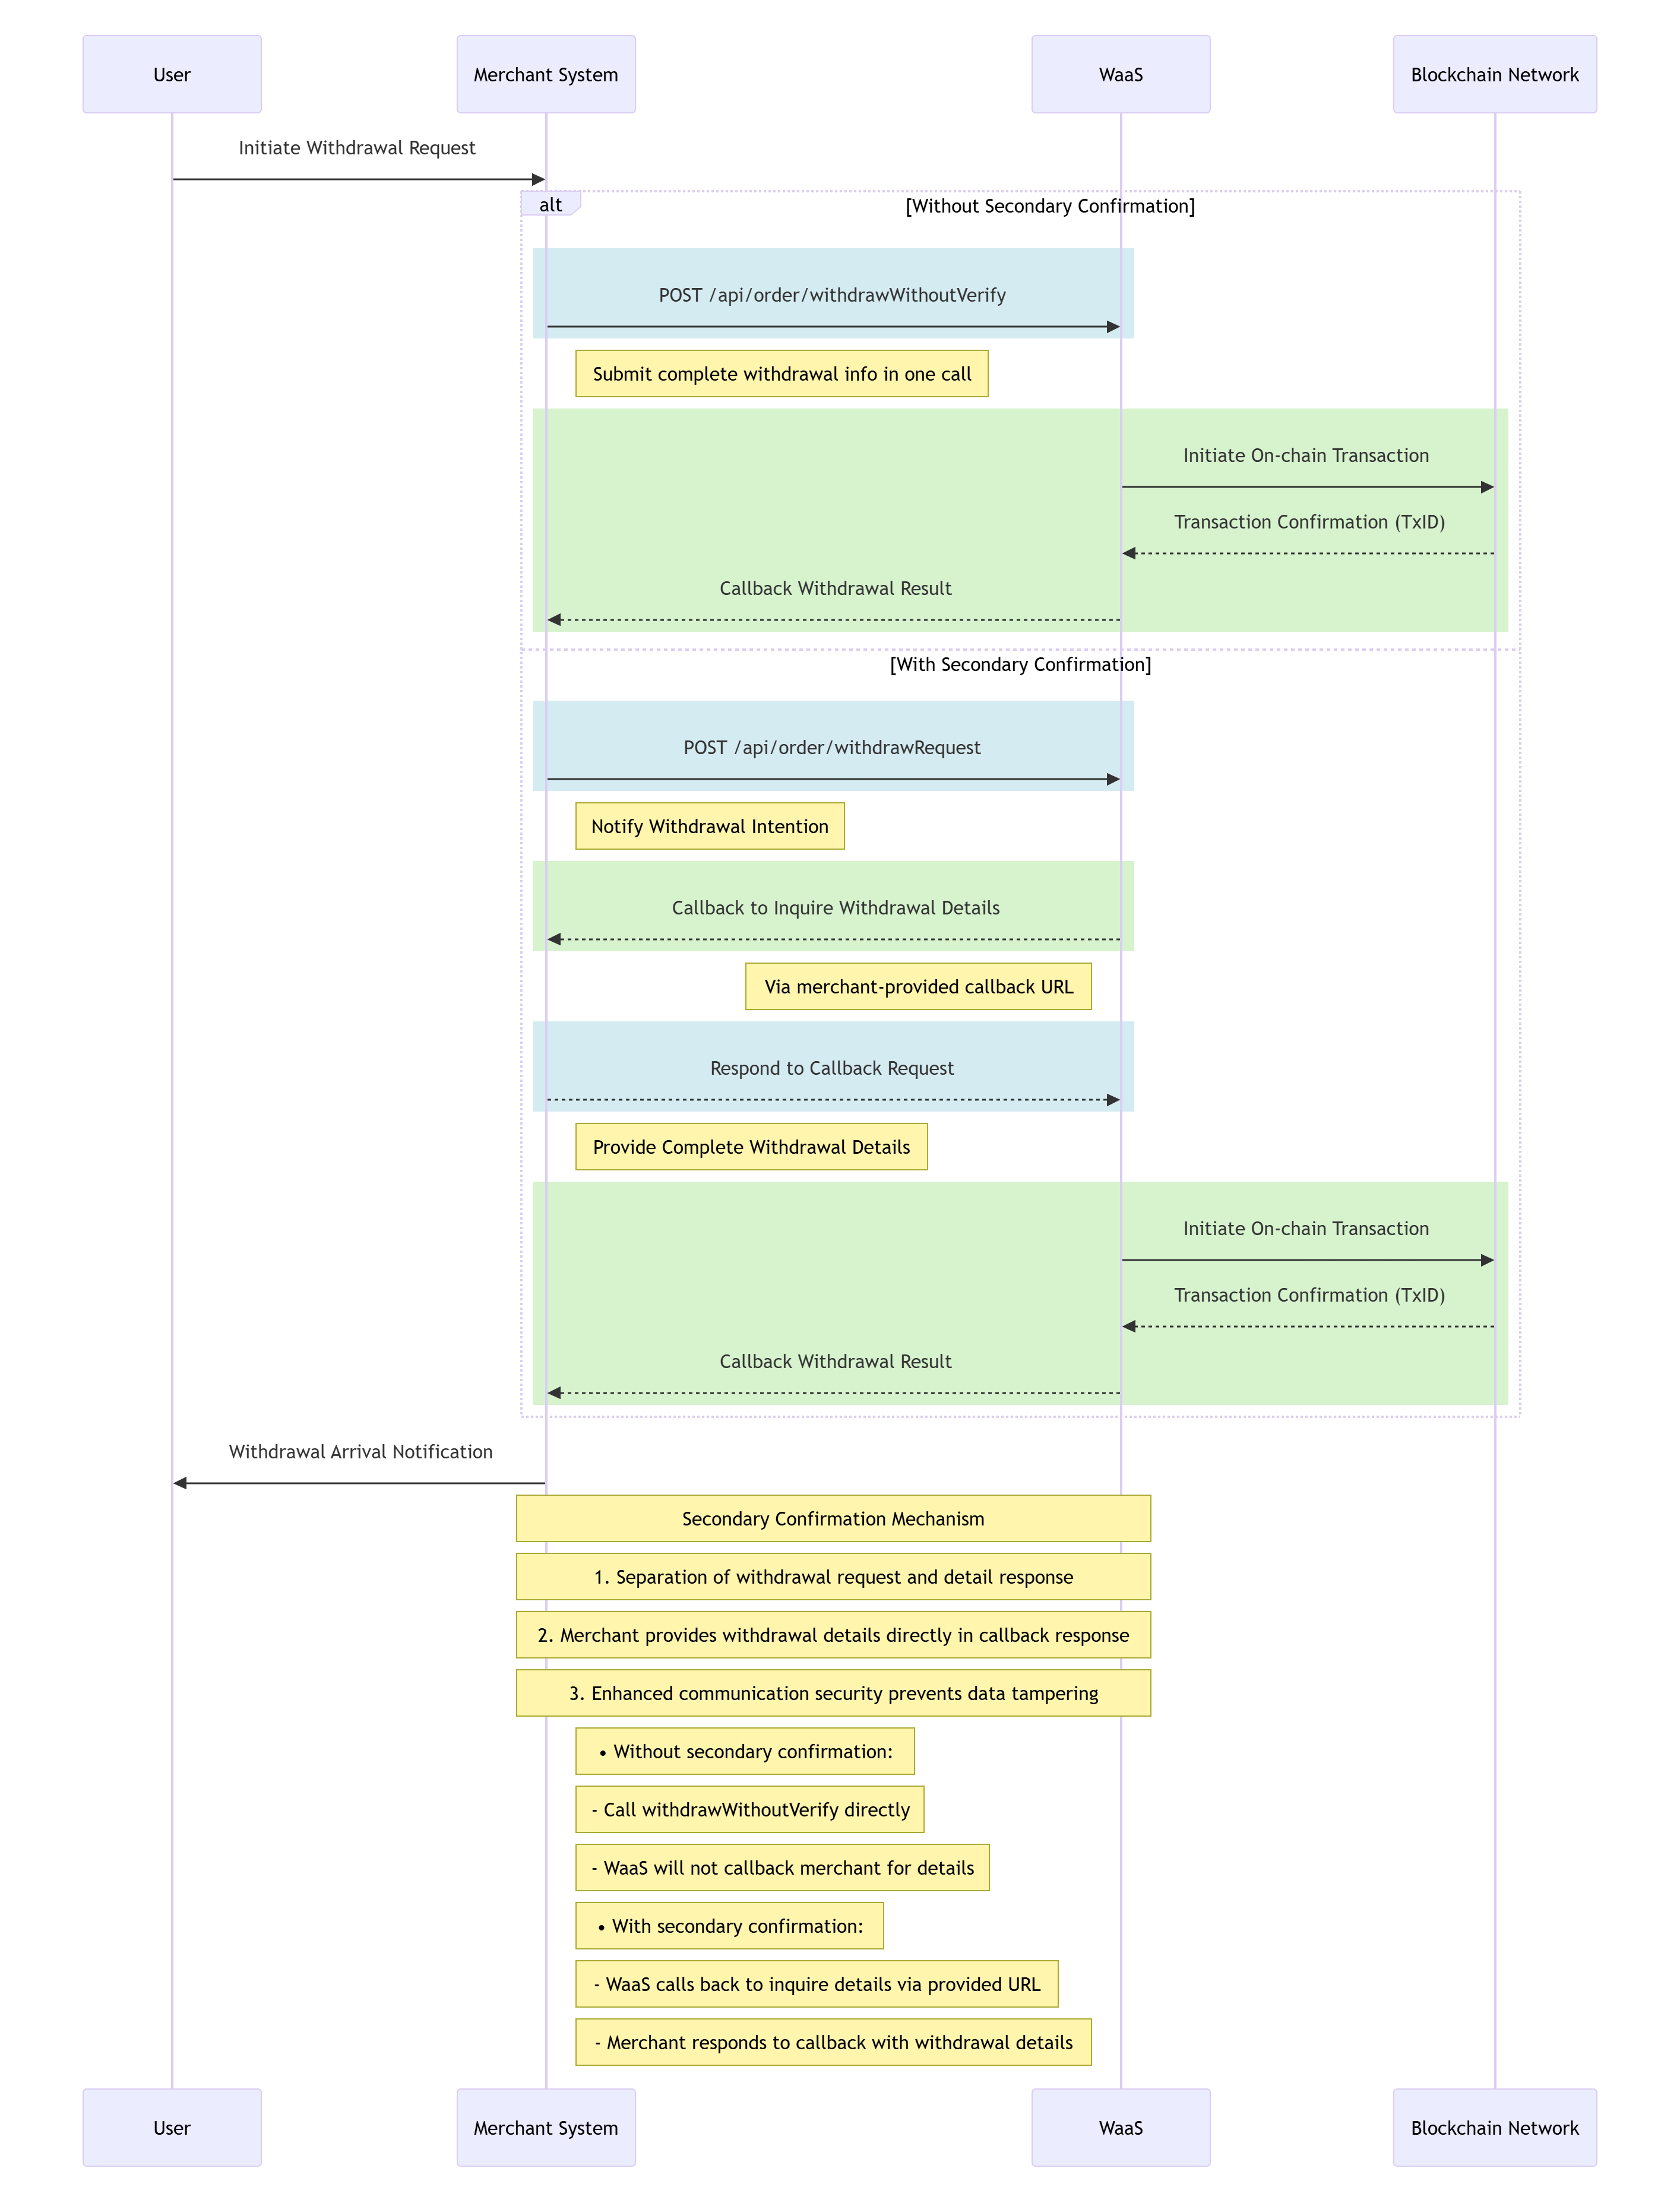 User
Merchant System
WaaS
Blockchain Network
Initiate Withdrawal Request
alt
[Without Secondary Confirmation]
POST /api/order/withdrawWithoutVerify
Submit complete withdrawal info in one call
Initiate On-chain Transaction
Transaction Confirmation (TxID)
Callback Withdrawal Result
[With Secondary Confirmation]
POST /api/order/withdrawRequest
Notify Withdrawal Intention
Callback to Inquire Withdrawal Details
Via merchant-provided callback URL
Respond to Callback Request
Provide Complete Withdrawal Details
Initiate On-chain Transaction
Transaction Confirmation (TxID)
Callback Withdrawal Result
Withdrawal Arrival Notification
Secondary Confirmation Mechanism
1. Separation of withdrawal request and detail response
2. Merchant provides withdrawal details directly in callback response
3. Enhanced communication security prevents data tampering
• Without secondary confirmation:
- Call withdrawWithoutVerify directly
- WaaS will not callback merchant for details
• With secondary confirmation:
- WaaS calls back to inquire details via provided URL
- Merchant responds to callback with withdrawal details
User
Merchant System
WaaS
Blockchain Network